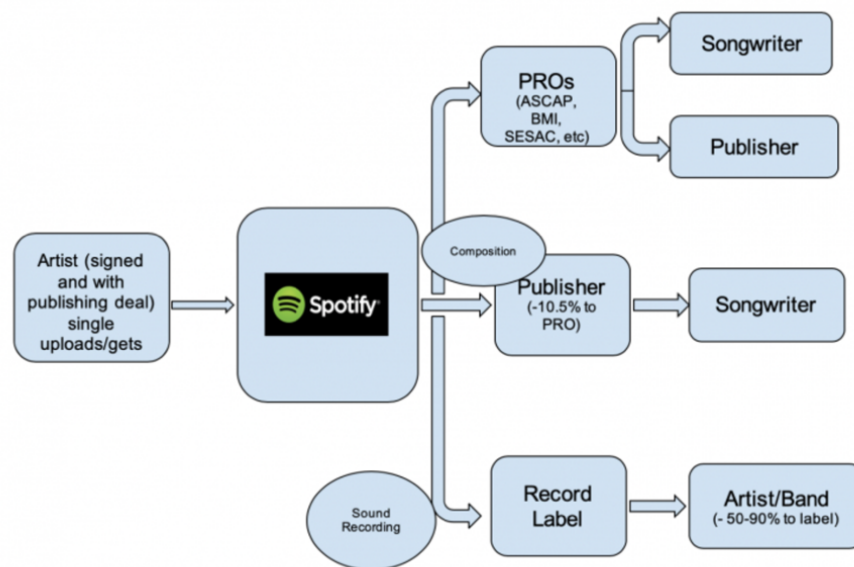 Artist (signed
and with
publishing deal)
single
uploads/gets
Spotify
PROs
(ASCAP,
BMI,
SESAC, etc)
Songwriter
Publisher
Composition
Publisher
(-10.5% to
PRO)
Songwriter
Sound
Recording
Record
Label
Artist/Band
(- 50-90% to label)